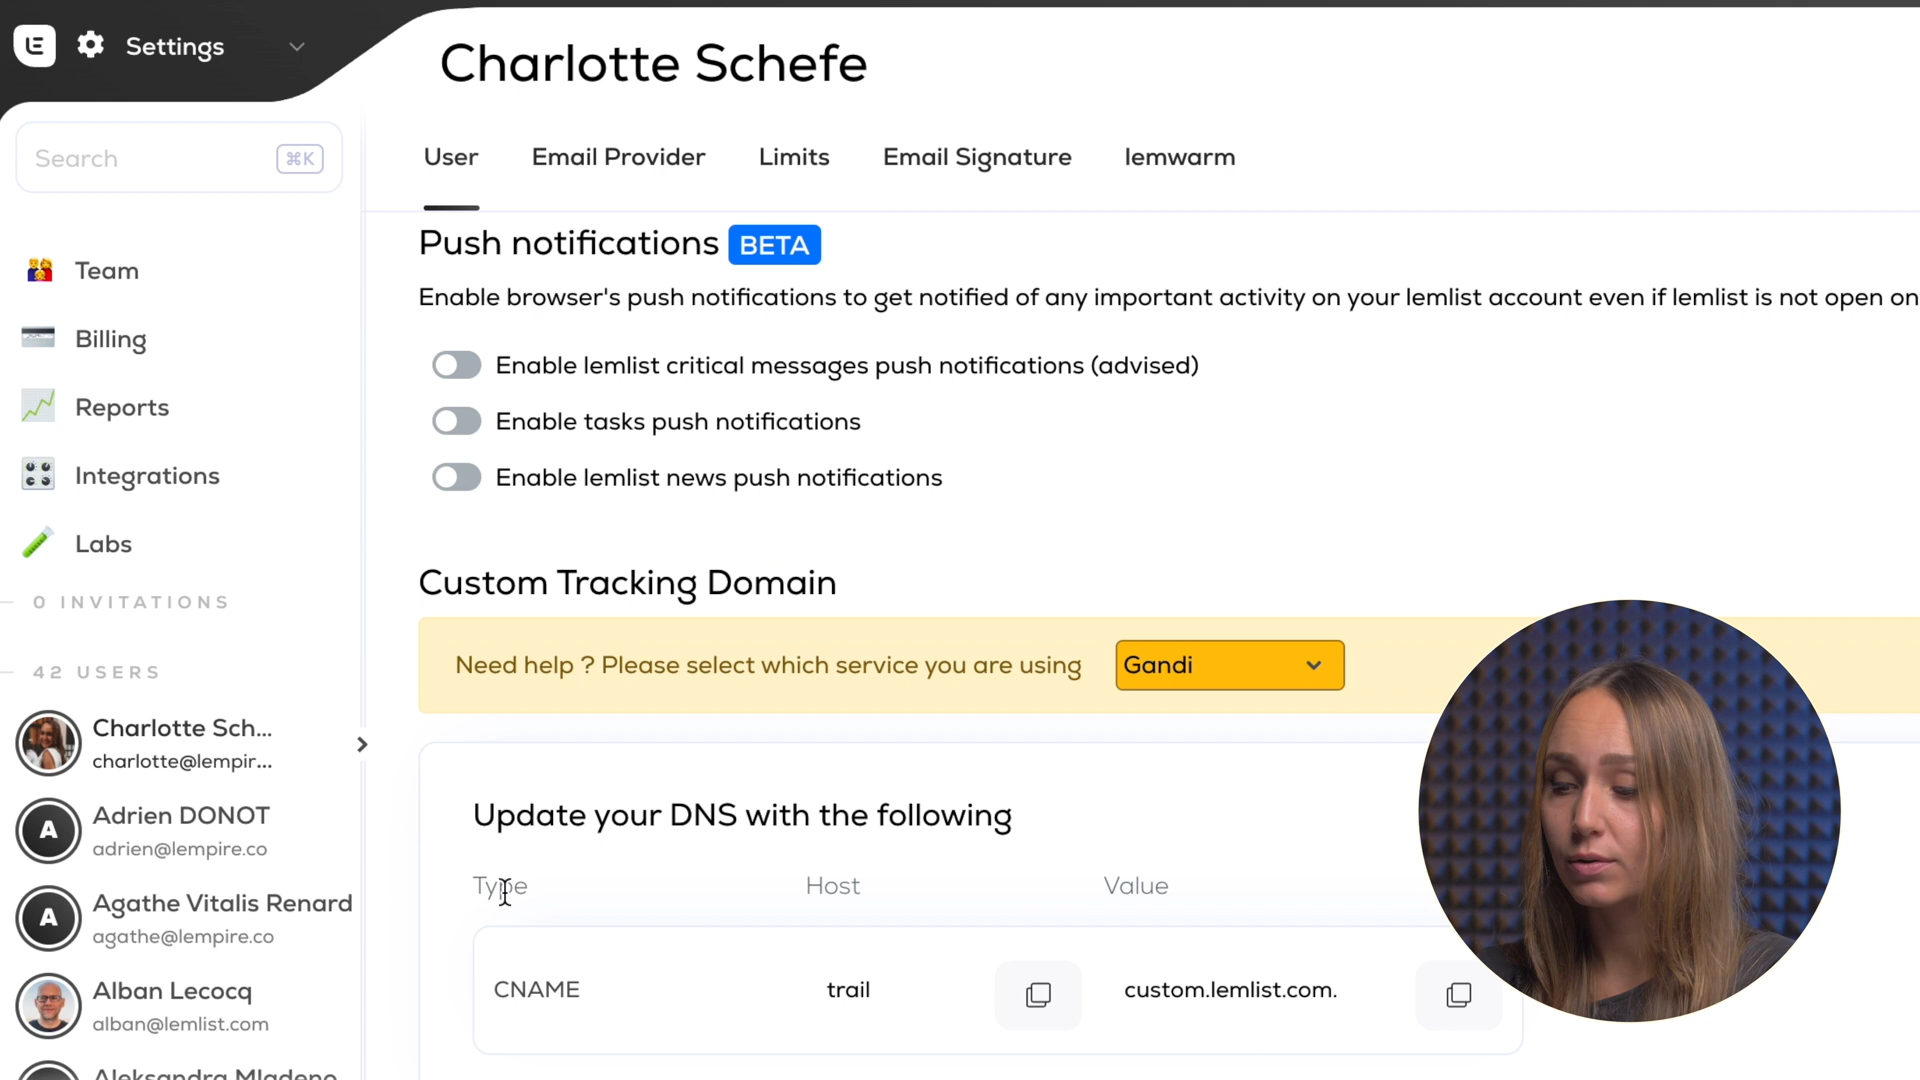 Settings
Charlotte Schefe
Search
⌘K
User
Email Provider
Limits
Email Signature
lemwarm
Push notifications BETA
Enable browser's push notifications to get notified of any important activity on your lemlist account even if lemlist is not open on
Enable lemlist critical messages push notifications (advised)
Enable tasks push notifications
Enable lemlist news push notifications
Team
Billing
Reports
Integrations
Labs
0 INVITATIONS
42 USERS
Charlotte Sch...
charlotte@lempir...
A
Adrien DONOT
adrien@lempire.co
A
Agathe Vitalis Renard
agathe@lempire.co
Alban Lecocq
alban@lemlist.com
Aleksandra Mladeno
Custom Tracking Domain
Need help ? Please select which service you are using
Gandi
Update your DNS with the following
Type
Host
Value
CNAME
trail
custom.lemlist.com.